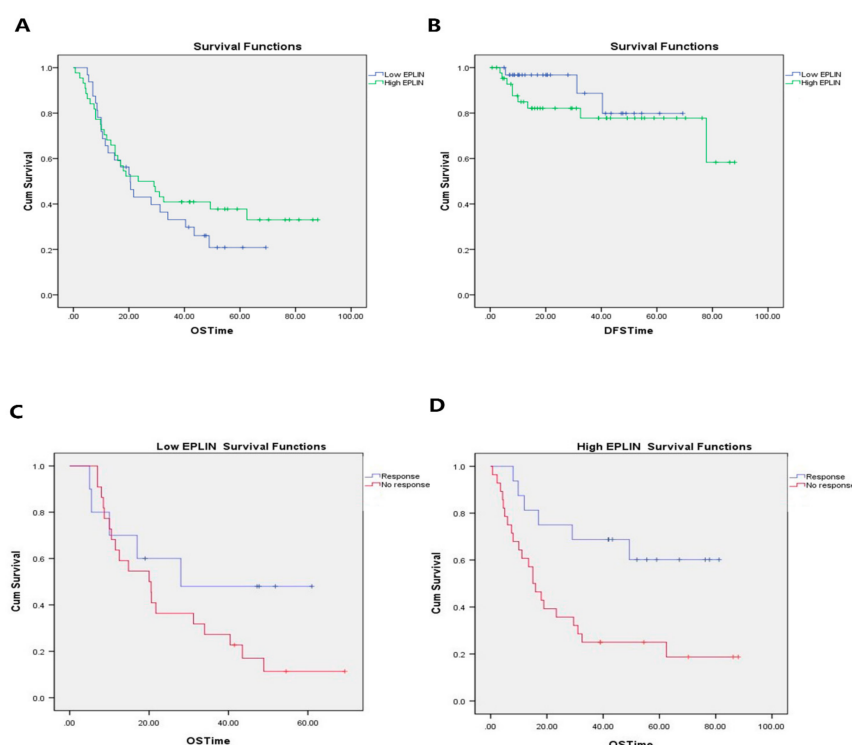 A
Survival Functions
Low EPLIN
High EPLIN
Cum Survival
1.0
0.8
0.6
0.4
0.2
0.0
.00 20.00 40.00 60.00 80.00 100.00
OSTime
B
Survival Functions
Low EPLIN
High EPLIN
Cum Survival
1.0
0.8
0.6
0.4
0.2
0.0
.00 20.00 40.00 60.00 80.00 100.00
DFSTime
C
Low EPLIN Survival Functions
Response
No response
Cum Survival
1.0
0.8
0.6
0.4
0.2
0.0
.00 20.00 40.00 60.00
OSTime
D
High EPLIN Survival Functions
Response
No response
Cum Survival
1.0
0.8
0.6
0.4
0.2
0.0
.00 20.00 40.00 60.00 80.00 100.00
OSTime